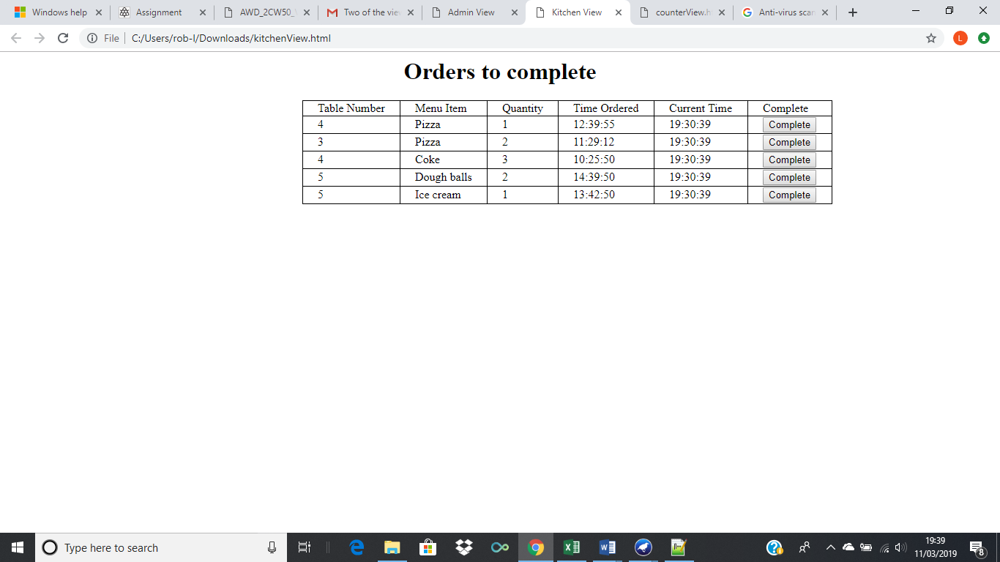 Windows help
Assignment
AWD_2CW50_
Two of the vie
Admin View
Kitchen View
counterView.h
Anti-virus scan
File C:/Users/rob-l/Downloads/kitchenView.html
L
Orders to complete
Table Number Menu Item Quantity Time Ordered Current Time Complete
4 Pizza 1 12:39:55 19:30:39 Complete
3 Pizza 2 11:29:12 19:30:39 Complete
4 Coke 3 10:25:50 19:30:39 Complete
5 Dough balls 2 14:39:50 19:30:39 Complete
5 Ice cream 1 13:42:50 19:30:39 Complete
Type here to search
19:39
11/03/2019
8